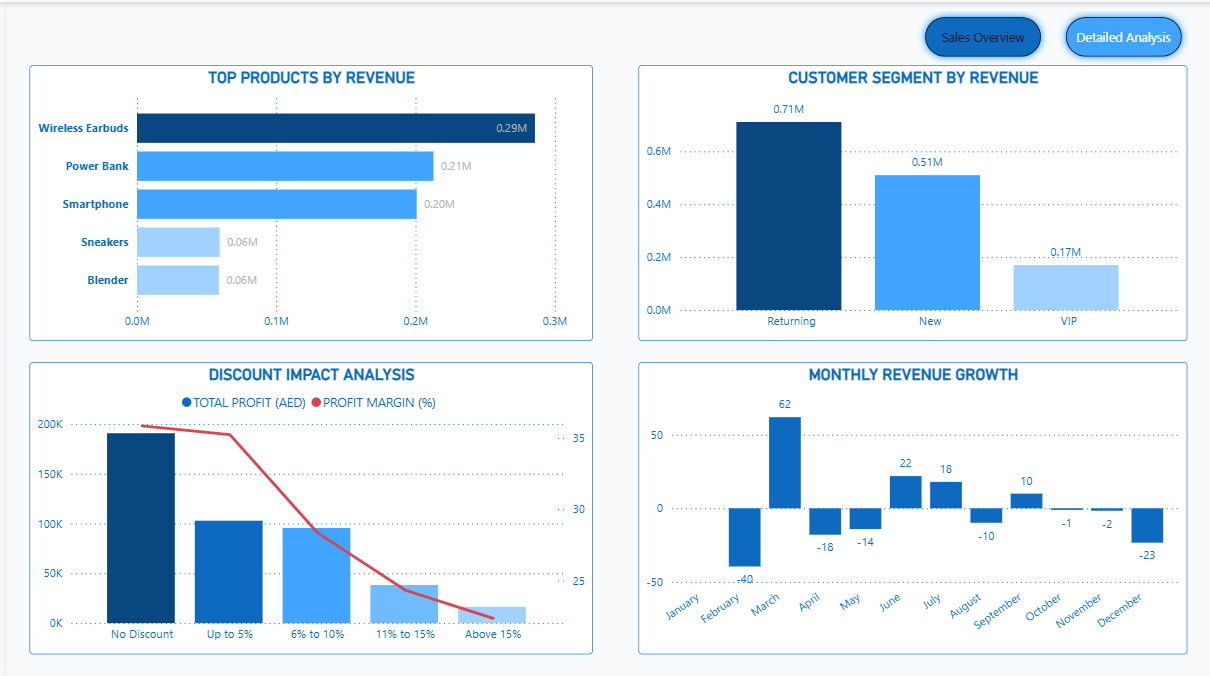 Sales Overview
Detailed Analysis
TOP PRODUCTS BY REVENUE
Wireless Earbuds
0.29M
Power Bank
0.21M
Smartphone
0.20M
Sneakers
0.06M
Blender
0.06M
0.0M 0.1M 0.2M 0.3M
CUSTOMER SEGMENT BY REVENUE
0.71M
0.6M
0.51M
0.4M
0.2M
0.17M
0.0M
Returning New VIP
DISCOUNT IMPACT ANALYSIS
TOTAL PROFIT (AED) PROFIT MARGIN (%)
200K
35
150K
30
100K
25
50K
0K
No Discount Up to 5% 6% to 10% 11% to 15% Above 15%
MONTHLY REVENUE GROWTH
62
50
22
18
10
0
-1
-2
-10
-14
-18
-23
-40
-50
January February March April May June July August September October November December